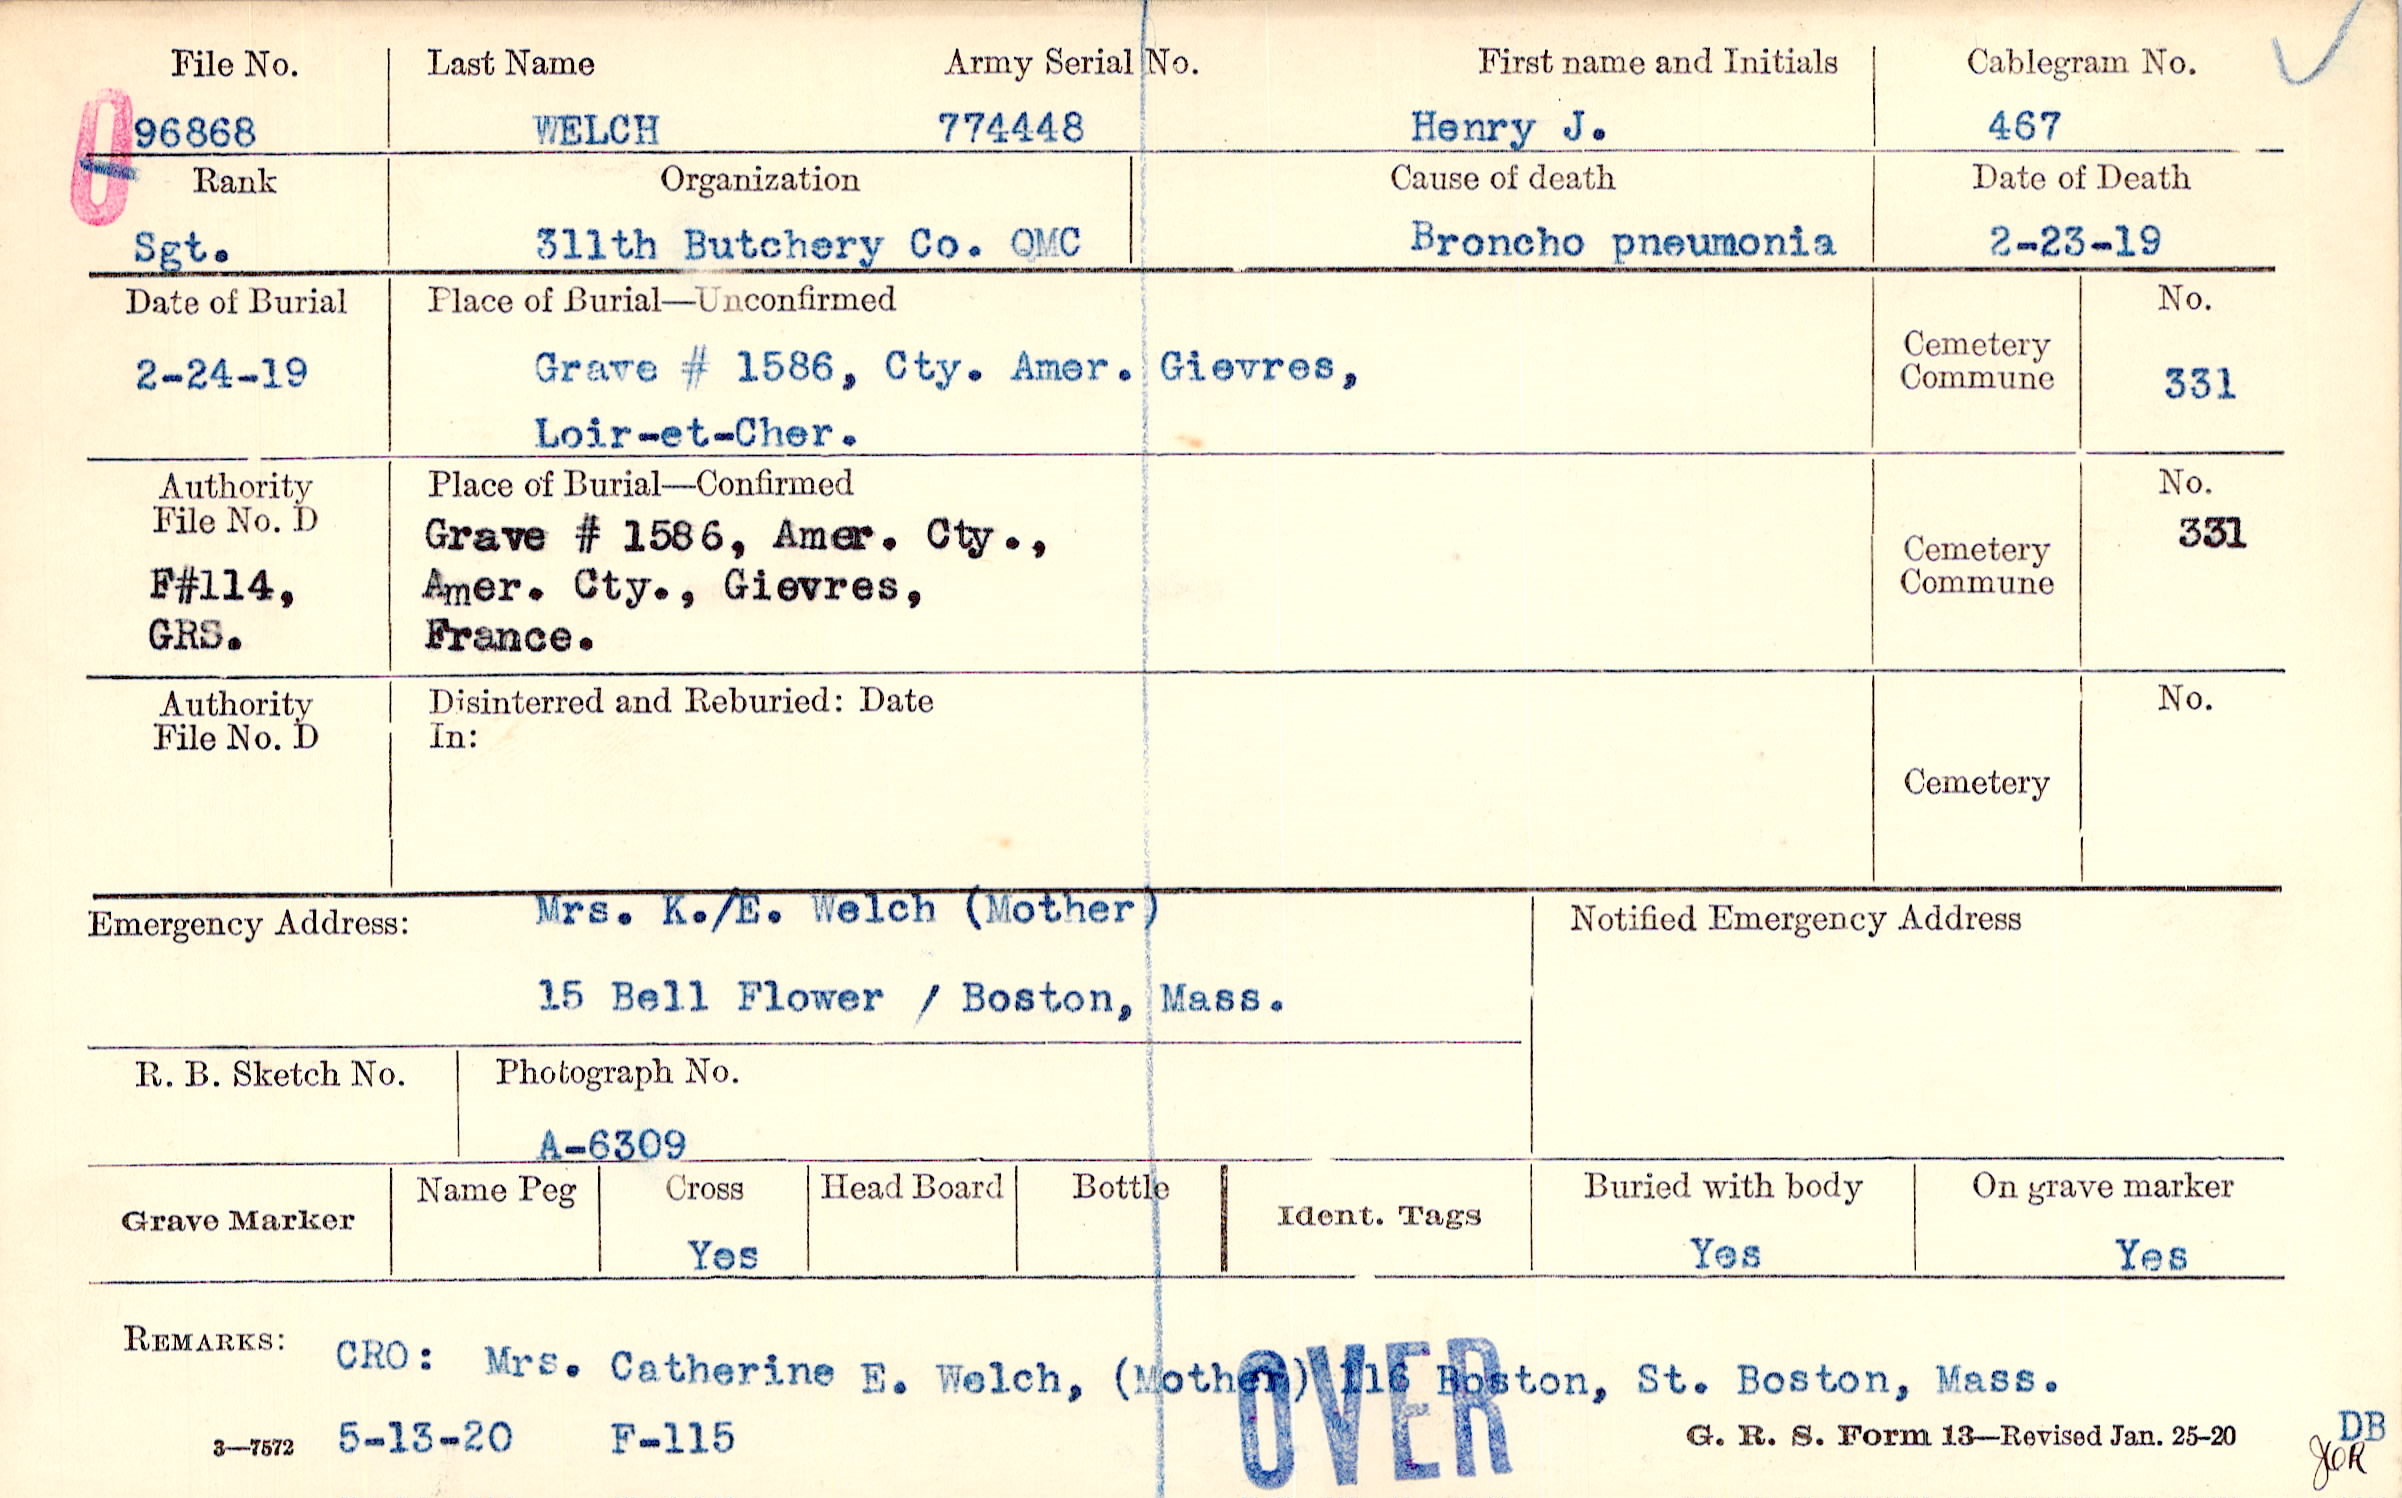 File No. Last Name Army Serial No. First name and Initials Cablegram No.
96868 WELCH 774448 Henry J. 467
Rank Organization Cause of death Date of Death
Sgt. 311th Butchery Co. QMC Broncho pneumonia 2-23-19
Date of Burial Place of Burial—Unconfirmed No.
2-24-19 Grave # 1586, Cty. Amer. Gievres, Cemetery Commune 331
Loir-et-Cher.
Authority Place of Burial—Confirmed No.
File No. D Grave # 1586, Amer. Cty., 331
F#114, Amer. Cty., Gievres, Cemetery Commune
GRS. France.
Authority Disinterred and Reburied: Date No.
File No. D In:
Cemetery
Emergency Address: Mrs. K./E. Welch (Mother) Notified Emergency Address
15 Bell Flower / Boston, Mass.
R. B. Sketch No. Photograph No.
A-6309
Grave Marker Name Peg Cross Head Board Bottle Ident. Tags Buried with body On grave marker
Yes Yes Yes
REMARKS: CRO: Mrs. Catherine E. Welch, (Mother) 116 Boston, St. Boston, Mass.
OVER
3—7572 5-13-20 F-115 G. R. S. Form 13—Revised Jan. 25-20 DB
JOR